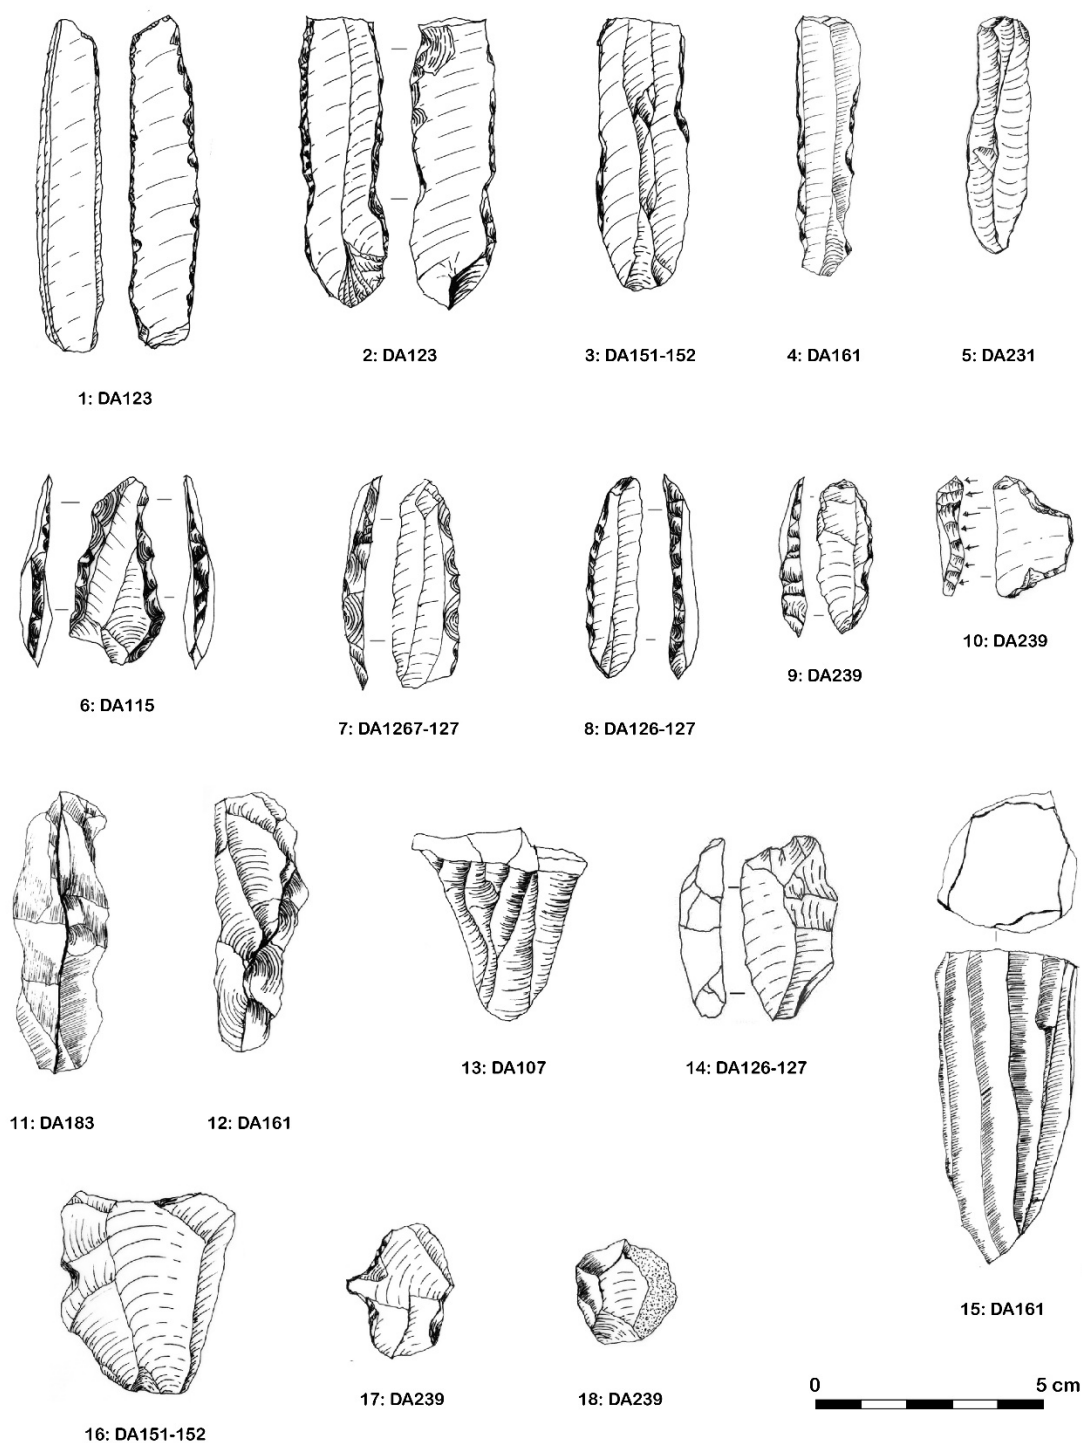 1: DA123
2: DA123
3: DA151-152
4: DA161
5: DA231
6: DA115
7: DA1267-127
8: DA126-127
9: DA239
10: DA239
11: DA183
12: DA161
13: DA107
14: DA126-127
15: DA161
16: DA151-152
17: DA239
18: DA239
0 5 cm